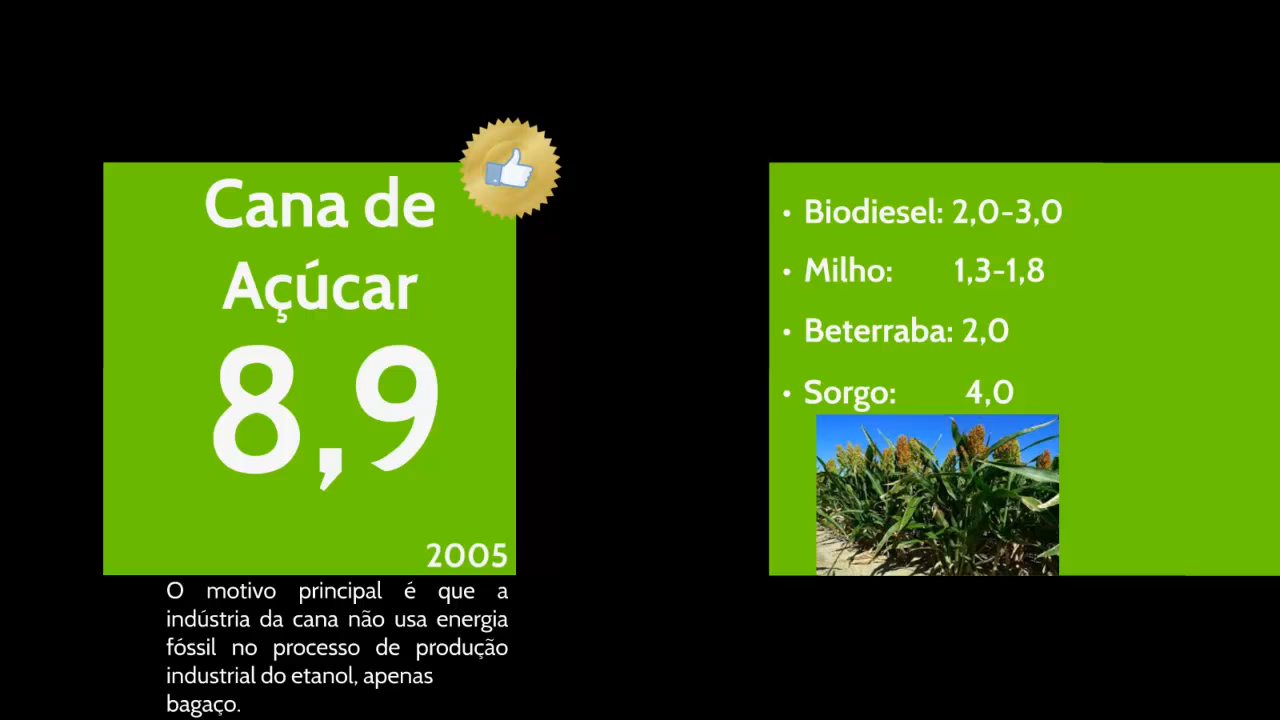 Cana de
Açúcar
8,9
2005
O motivo principal é que a
indústria da cana não usa energia
fóssil no processo de produção
industrial do etanol, apenas
bagaço.
• Biodiesel: 2,0-3,0
• Milho: 1,3-1,8
• Beterraba: 2,0
• Sorgo: 4,0